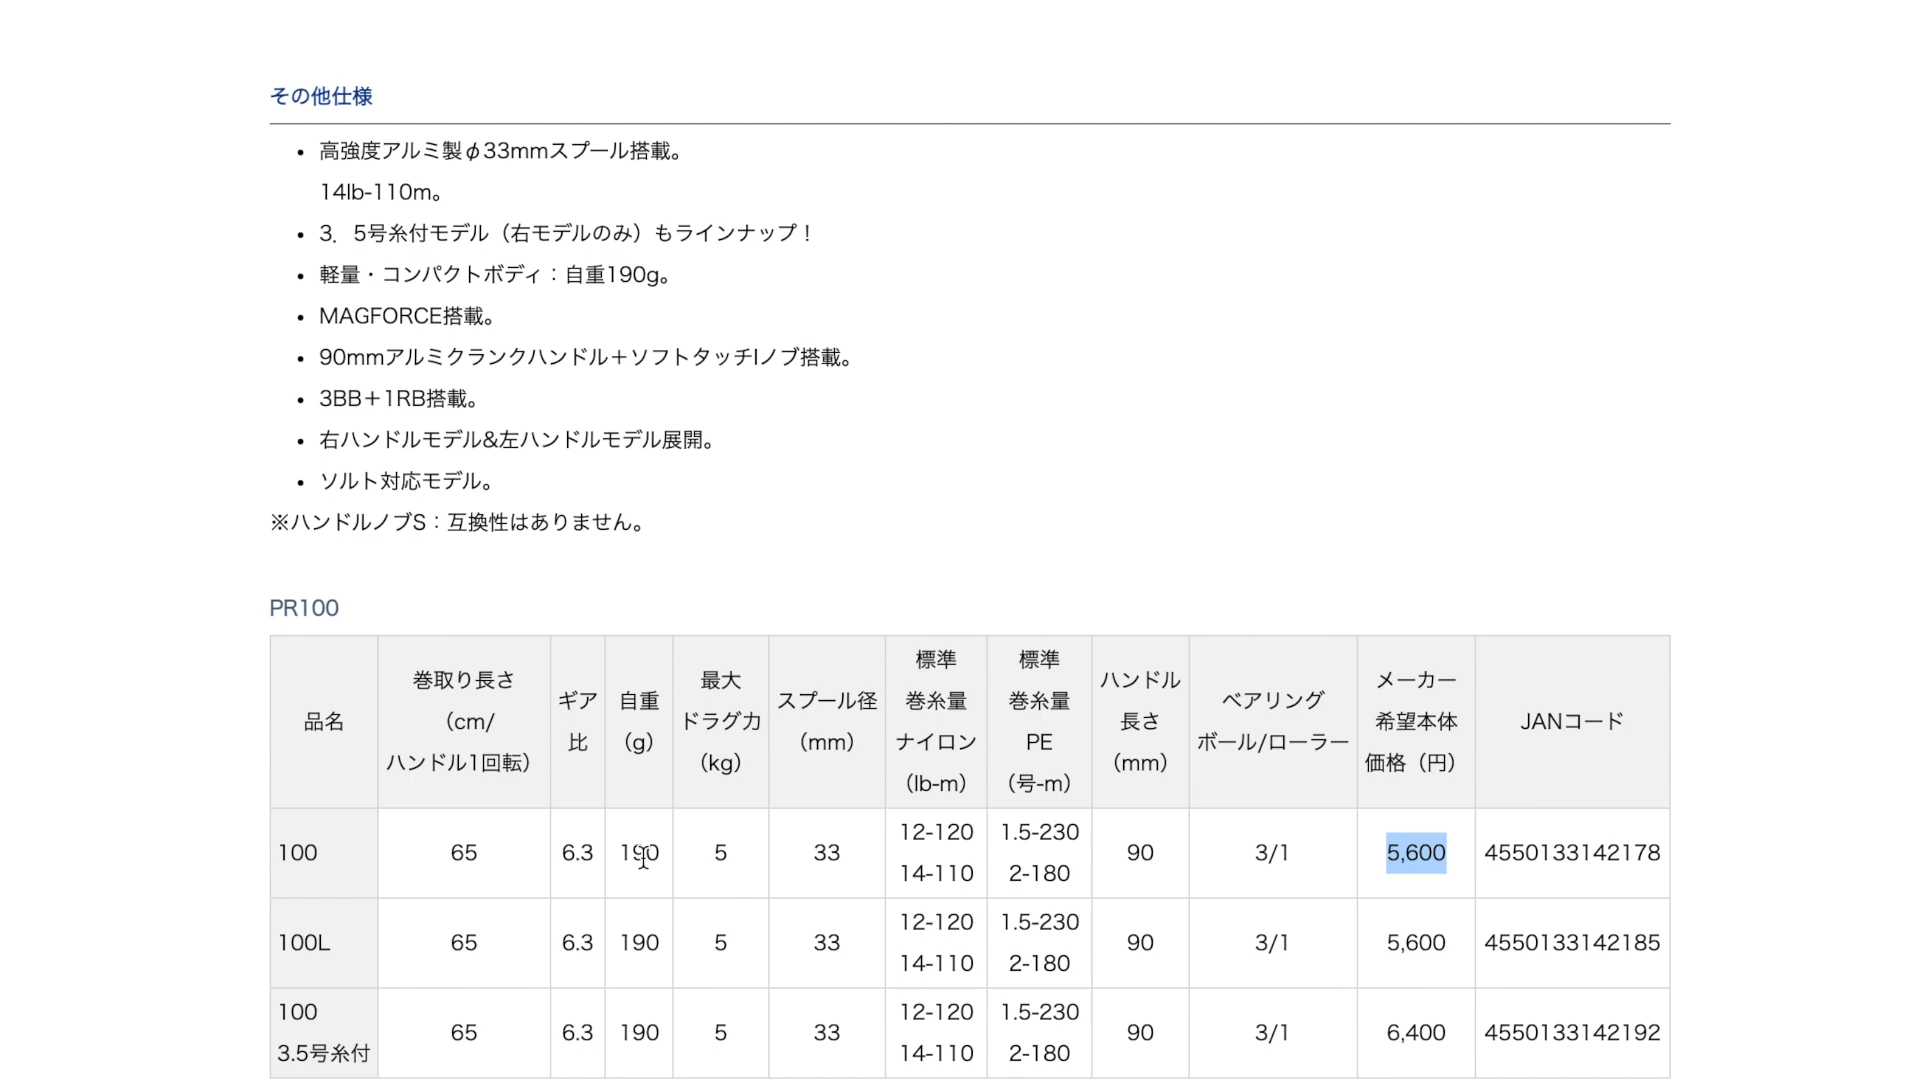 その他仕様
・高強度アルミ製φ33mmスプール搭載。
14lb-110m。
・3．5号糸付モデル（右モデルのみ）もラインナップ！
・軽量・コンパクトボディ：自重190g。
・MAGFORCE搭載。
・90mmアルミクランクハンドル＋ソフトタッチIノブ搭載。
・3BB＋1RB搭載。
・右ハンドルモデル&左ハンドルモデル展開。
・ソルト対応モデル。
※ハンドルノブS：互換性はありません。
PR100
品名 巻取り長さ（cm/ハンドル1回転） ギア比 自重（g） 最大ドラグ力（kg） スプール径（mm） 標準巻糸量ナイロン（lb-m） 標準巻糸量PE（号-m） ハンドル長さ（mm） ベアリングボール/ローラー メーカー希望本体価格（円） JANコード
100 65 6.3 190 5 33 12-120 14-110 1.5-230 2-180 90 3/1 5,600 4550133142178
100L 65 6.3 190 5 33 12-120 14-110 1.5-230 2-180 90 3/1 5,600 4550133142185
100 3.5号糸付 65 6.3 190 5 33 12-120 14-110 1.5-230 2-180 90 3/1 6,400 4550133142192